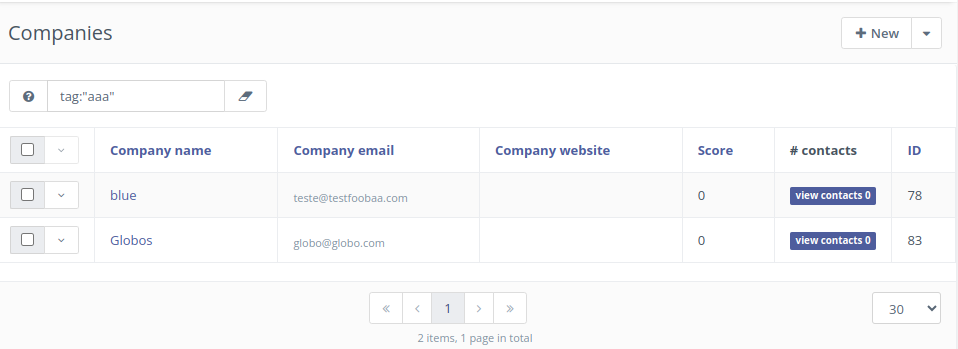 Companies
New
tag:"aaa"
Company name Company email Company website Score # contacts ID
blue teste@testfoobaa.com 0 view contacts 0 78
Globos globo@globo.com 0 view contacts 0 83
« ‹ 1 › » 30
2 items, 1 page in total